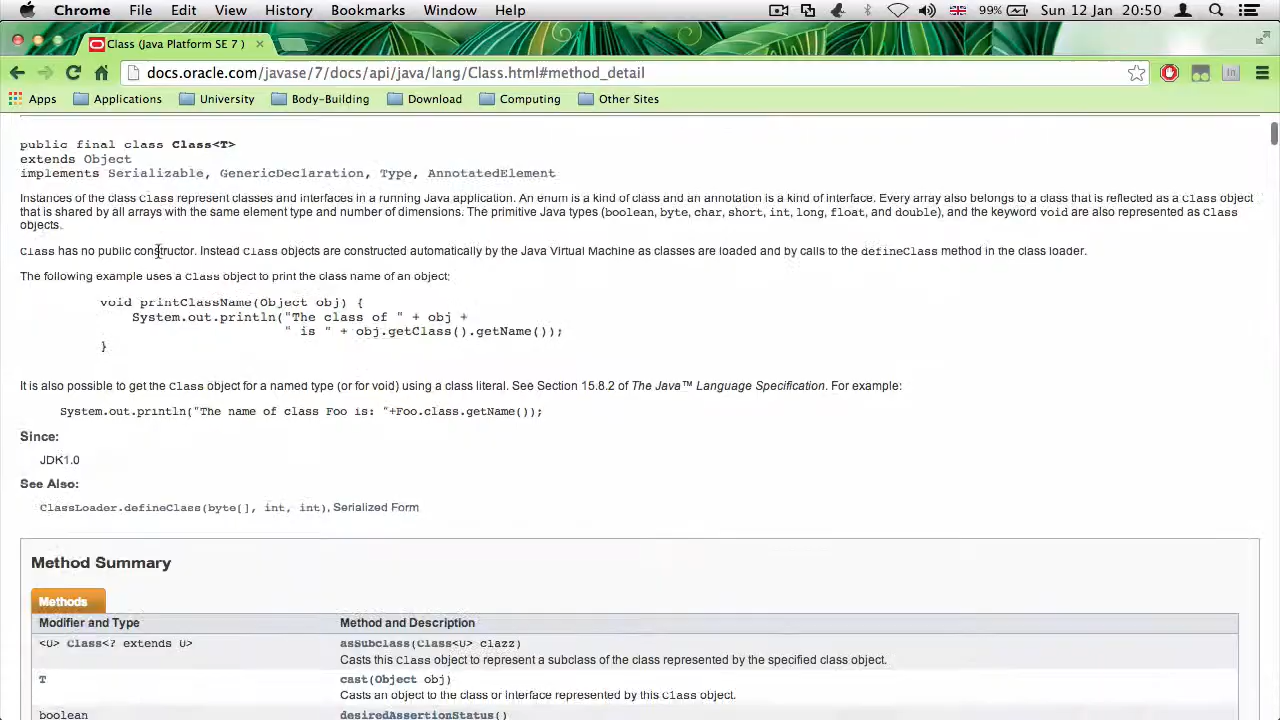 Chrome File Edit View History Bookmarks Window Help 99% Sun 12 Jan 20:50
Class (Java Platform SE 7 )
docs.oracle.com/javase/7/docs/api/java/lang/Class.html#method_detail
Apps Applications University Body-Building Download Computing Other Sites
public final class Class<T>
extends Object
implements Serializable, GenericDeclaration, Type, AnnotatedElement
Instances of the class Class represent classes and interfaces in a running Java application. An enum is a kind of class and an annotation is a kind of interface. Every array also belongs to a class that is reflected as a Class object
that is shared by all arrays with the same element type and number of dimensions. The primitive Java types (boolean, byte, char, short, int, long, float, and double), and the keyword void are also represented as Class
objects.
Class has no public constructor. Instead Class objects are constructed automatically by the Java Virtual Machine as classes are loaded and by calls to the defineClass method in the class loader.
The following example uses a Class object to print the class name of an object:
void printClassName(Object obj) {
System.out.println("The class of " + obj +
" is " + obj.getClass().getName());
}
It is also possible to get the Class object for a named type (or for void) using a class literal. See Section 15.8.2 of The Java™ Language Specification. For example:
System.out.println("The name of class Foo is: "+Foo.class.getName());
Since:
JDK1.0
See Also:
ClassLoader.defineClass(byte[], int, int), Serialized Form
Method Summary
Methods
Modifier and Type Method and Description
<U> Class<? extends U> asSubclass(Class<U> clazz)
Casts this Class object to represent a subclass of the class represented by the specified class object.
T cast(Object obj)
Casts an object to the class or interface represented by this Class object.
boolean desiredAssertionStatus()